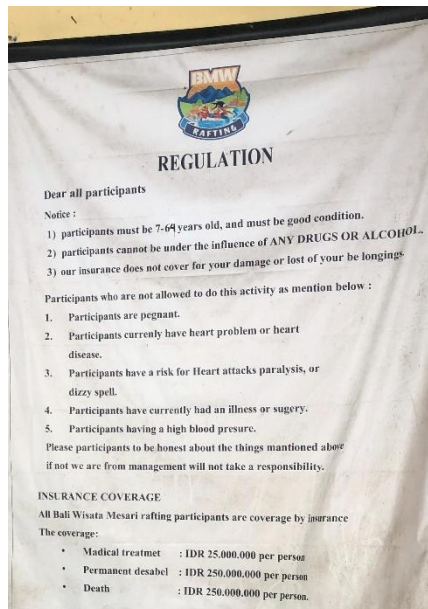 BMW
RAFTING
REGULATION
Dear all participants
Notice :
1) participants must be 7-64 years old, and must be good condition.
2) participants cannot be under the influence of ANY DRUGS OR ALCOHOL.
3) our insurance does not cover for your damage or lost of your be longings.
Participants who are not allowed to do this activity as mention below :
1. Participants are pegnant.
2. Participants currenly have heart problem or heart
disease.
3. Participants have a risk for Heart attacks paralysis, or
dizzy spell.
4. Participants have currently had an illness or sugery.
5. Participants having a high blood presure.
Please participants to be honest about the things mantioned above
if not we are from management will not take a responsibility.
INSURANCE COVERAGE
All Bali Wisata Mesari rafting participants are coverage by insurance
The coverage:
• Madical treatmet : IDR 25.000.000 per person
• Permanent desabel : IDR 250.000.000 per person
• Death : IDR 250.000.000 per person.